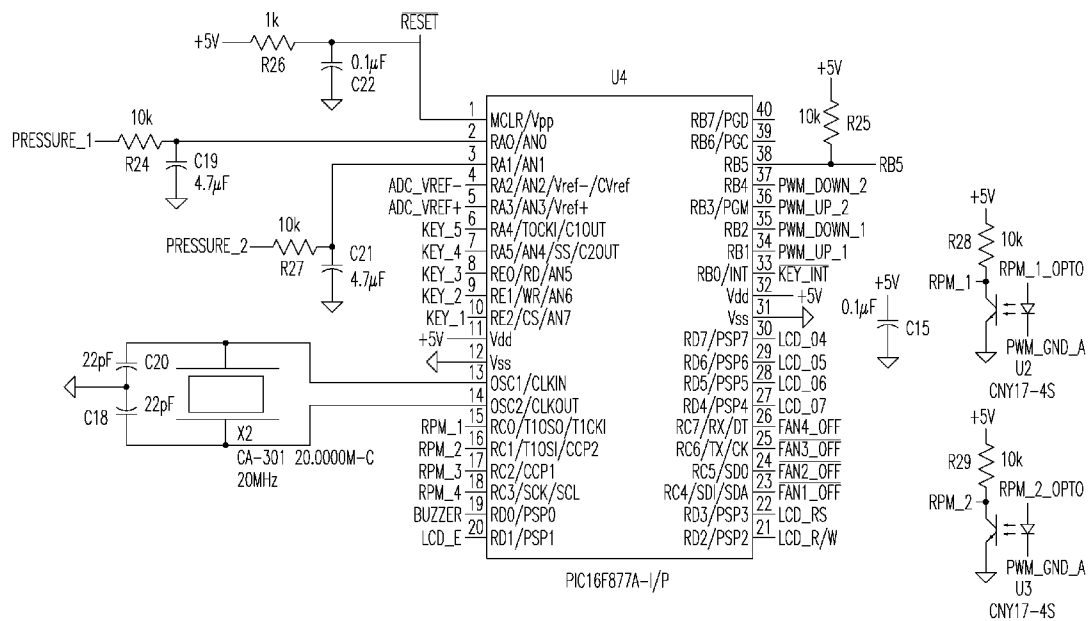 1k
RESET
+5V
R26
0.1μF
C22
U4
+5V
10k
R25
10k
PRESSURE_1
R24
C19
4.7μF
1 MCLR/Vpp RB7/PGD 40
2 RA0/AN0 RB6/PGC 39
3 RA1/AN1 RB5 38 RB5
ADC_VREF- 4 RA2/AN2/Vref-/CVref RB4 37 PWM_DOWN_2
ADC_VREF+ 5 RA3/AN3/Vref+ RB3/PGM 36 PWM_UP_2
KEY_5 6 RA4/TOCKI/C1OUT RB2 35 PWM_DOWN_1
KEY_4 7 RA5/AN4/SS/C2OUT RB1 34 PWM_UP_1
KEY_3 8 RE0/RD/AN5 RB0/INT 33 KEY_INT
KEY_2 9 RE1/WR/AN6 Vdd 32 +5V
KEY_1 10 RE2/CS/AN7 Vss 31
+5V 11 Vdd RD7/PSP7 30 LCD_04
12 Vss RD6/PSP6 29 LCD_05
13 OSC1/CLKIN RD5/PSP5 28 LCD_06
14 OSC2/CLKOUT RD4/PSP4 27 LCD_07
RPM_1 15 RC0/T1OSO/T1CKI RC7/RX/DT 26 FAN4_OFF
RPM_2 16 RC1/T1OSI/CCP2 RC6/TX/CK 25 FAN3_OFF
RPM_3 17 RC2/CCP1 RC5/SDO 24 FAN2_OFF
RPM_4 18 RC3/SCK/SCL RC4/SDI/SDA 23 FAN1_OFF
BUZZER 19 RD0/PSP0 RD3/PSP3 22 LCD_RS
LCD_E 20 RD1/PSP1 RD2/PSP2 21 LCD_R/W
PIC16F877A-I/P
10k
PRESSURE_2
R27
C21
4.7μF
22pF
C20
22pF
C18
X2
CA-301 20.0000M-C
20MHz
+5V
0.1μF
C15
+5V
R28
10k
RPM_1_OPTO
RPM_1
PWM_GND_A
U2
CNY17-4S
+5V
R29
10k
RPM_2_OPTO
RPM_2
PWM_GND_A
U3
CNY17-4S